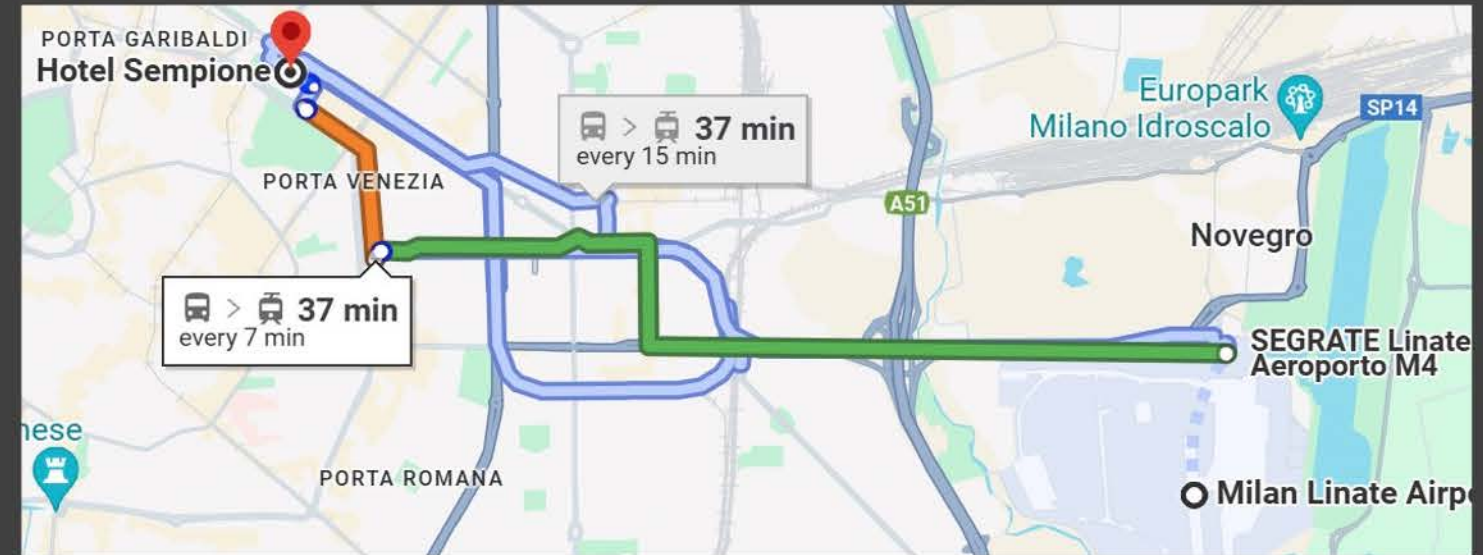 PORTA GARIBALDI
Hotel Sempione
> 37 min
every 15 min
Europark
Milano Idroscalo
SP14
PORTA VENEZIA
A51
Novegro
> 37 min
every 7 min
SEGRATE Linate
Aeroporto M4
nese
PORTA ROMANA
Milan Linate Airp